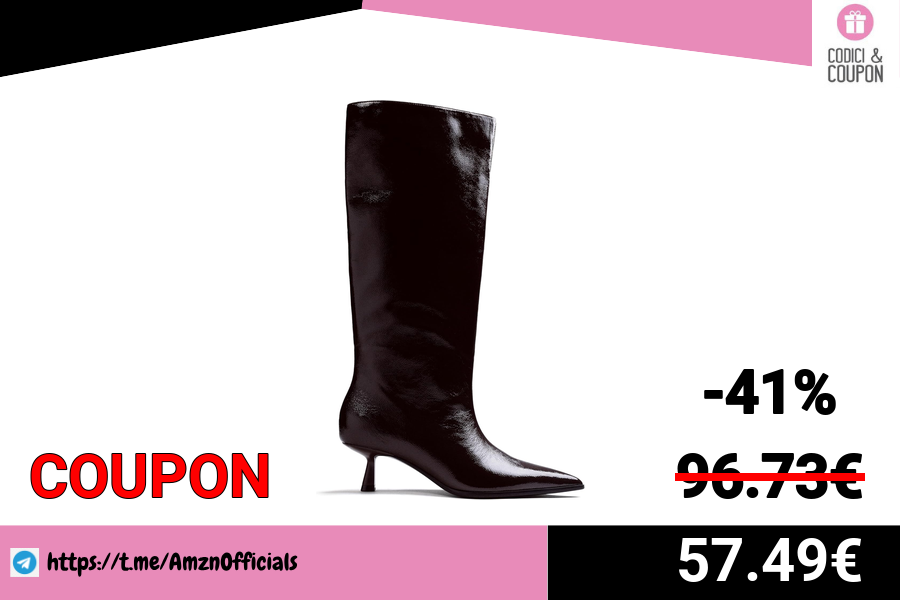 CODICI &
COUPON
-41%
96.73€
COUPON
https://t.me/AmznOfficials
57.49€